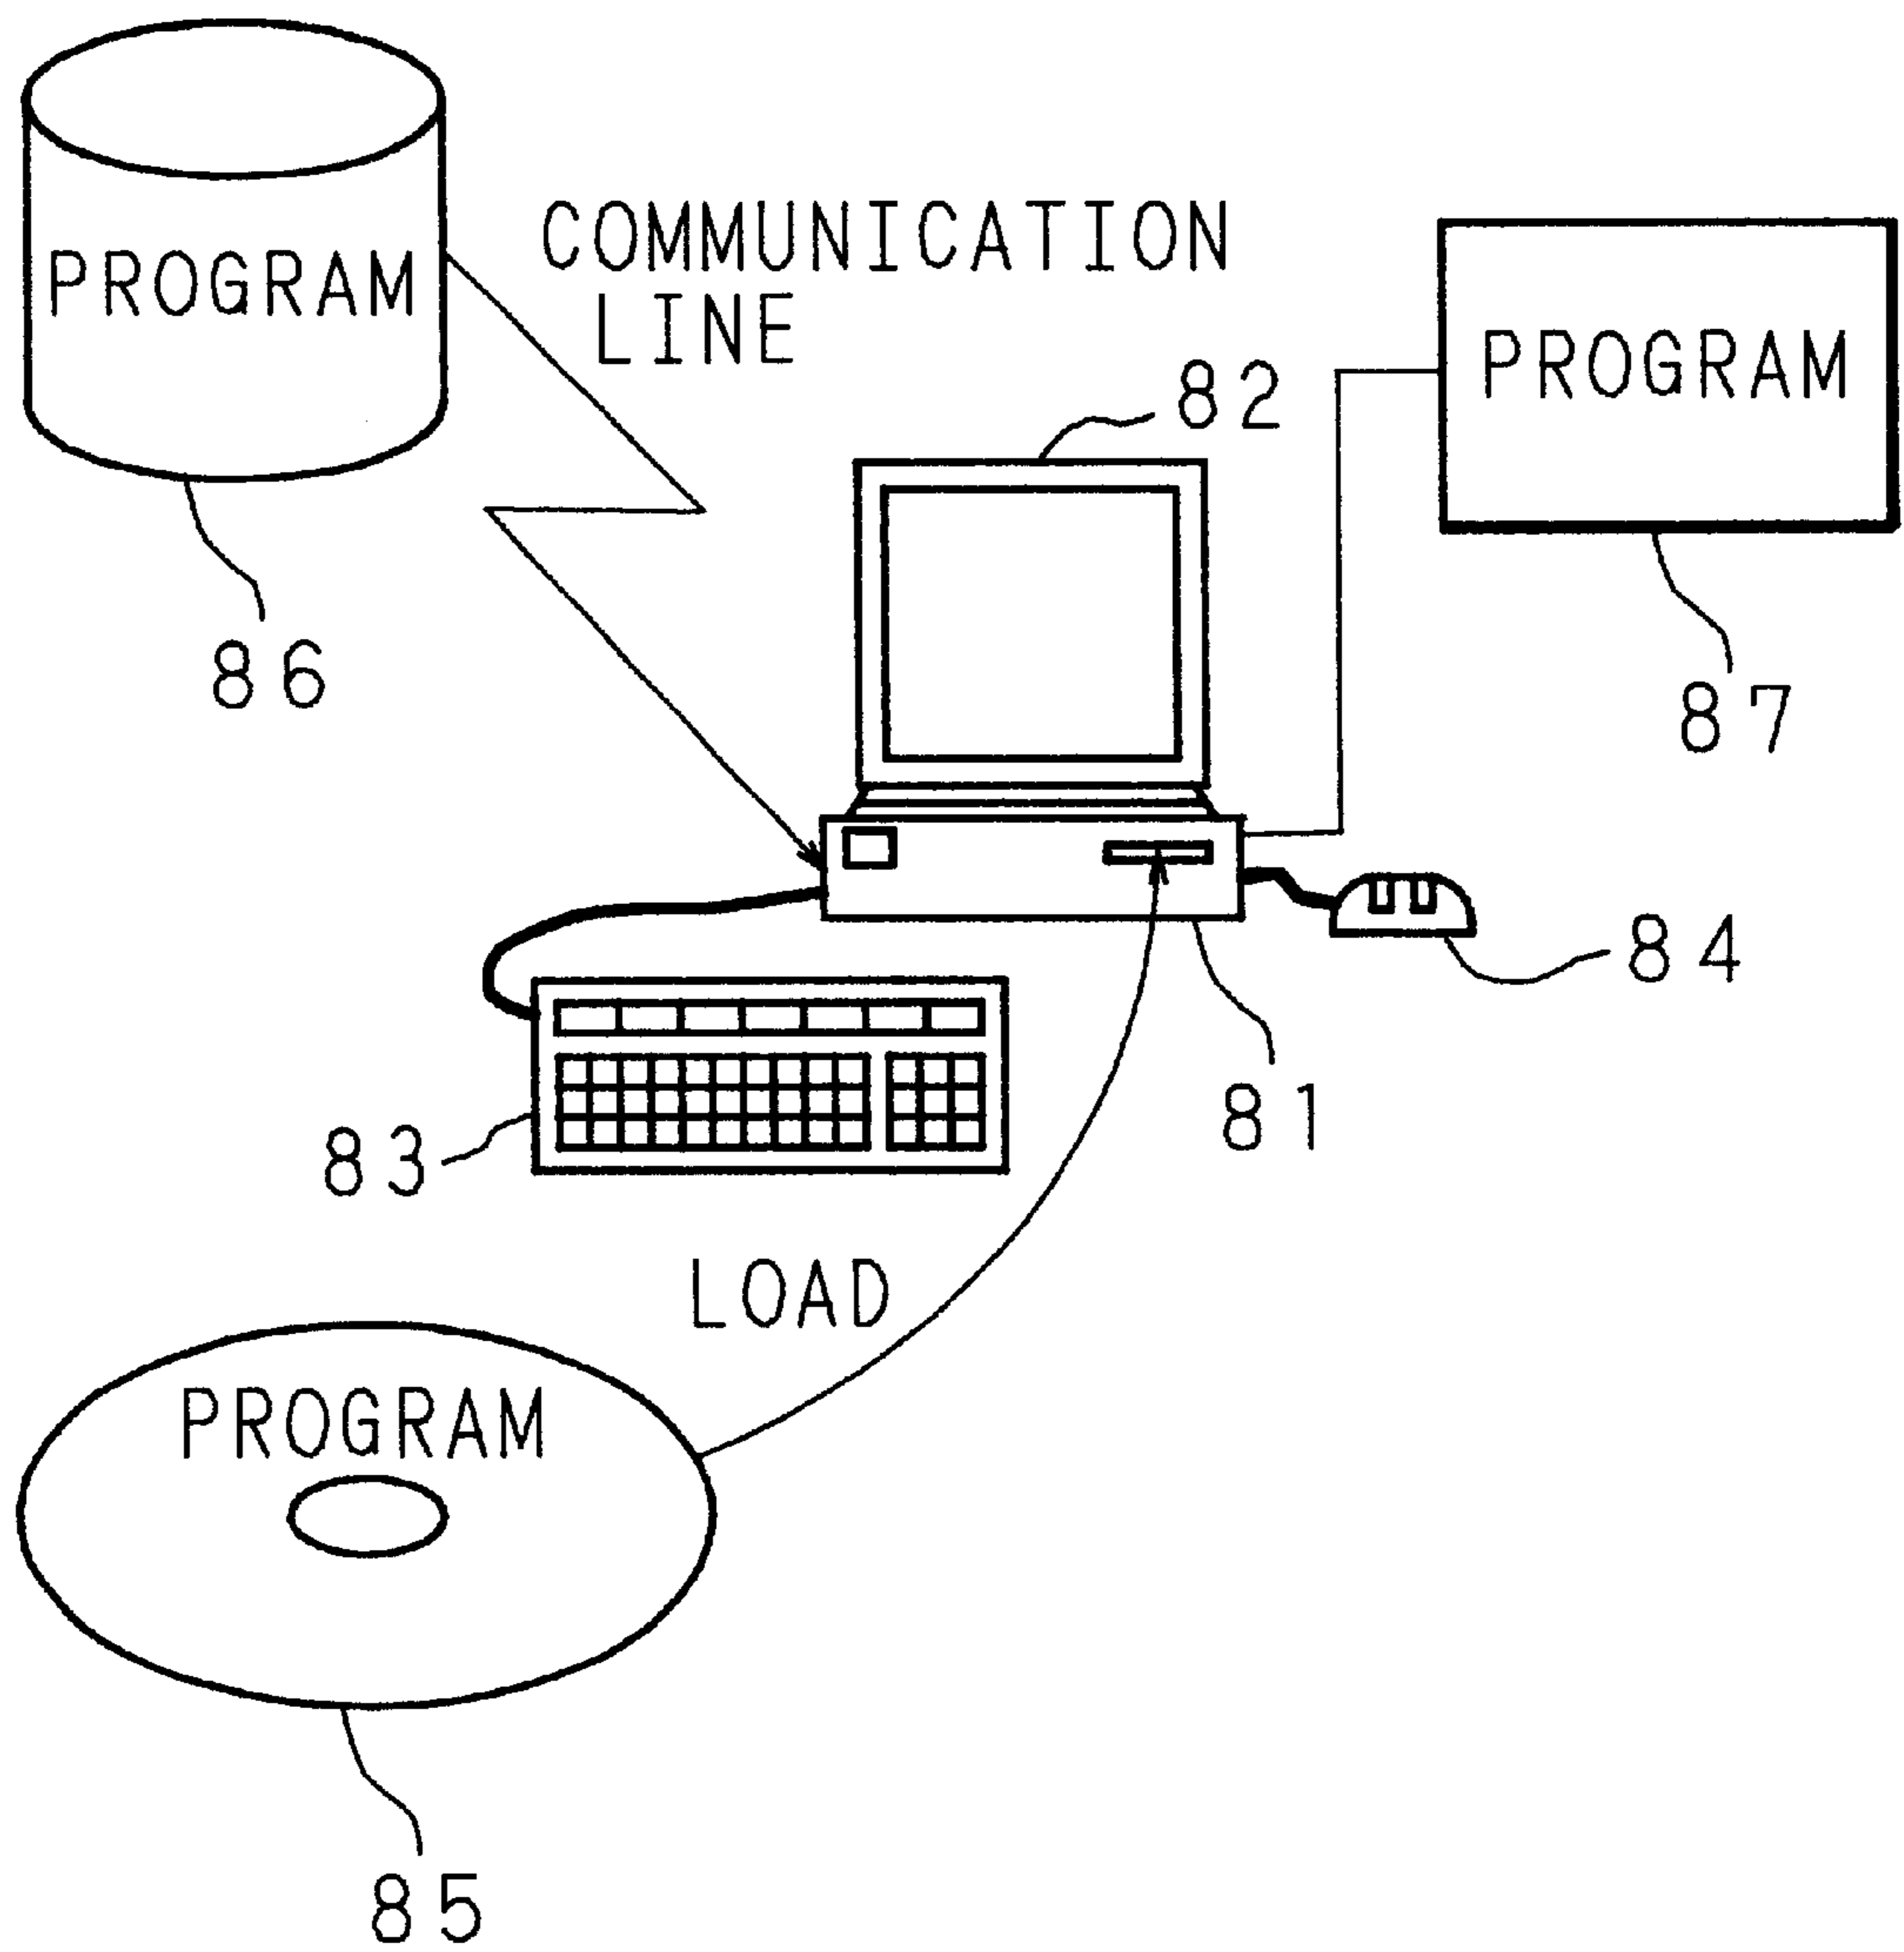 PROGRAM
COMMUNICATION
LINE
PROGRAM
82
86
87
84
81
83
LOAD
PROGRAM
85